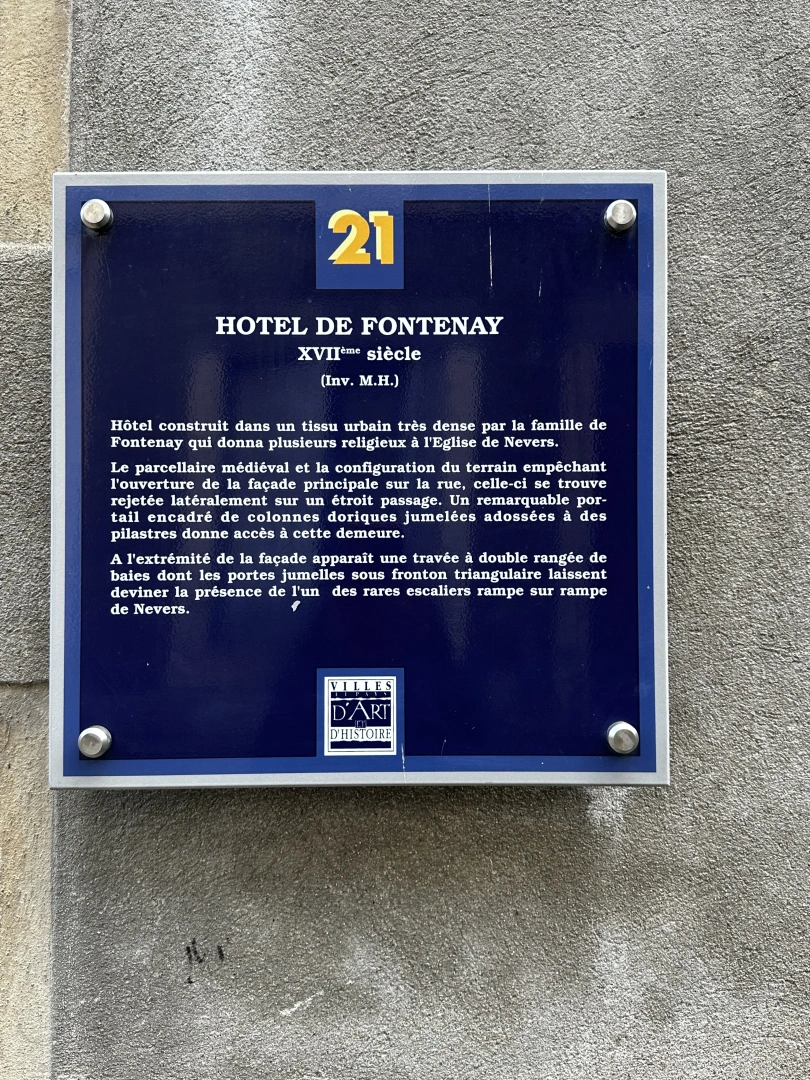 21
HOTEL DE FONTENAY
XVIIème siècle
(Inv. M.H.)
Hôtel construit dans un tissu urbain très dense par la famille de
Fontenay qui donna plusieurs religieux à l'Eglise de Nevers.
Le parcellaire médiéval et la configuration du terrain empêchant
l'ouverture de la façade principale sur la rue, celle-ci se trouve
rejetée latéralement sur un étroit passage. Un remarquable por-
tail encadré de colonnes doriques jumelées adossées à des
pilastres donne accès à cette demeure.
A l'extrémité de la façade apparaît une travée à double rangée de
baies dont les portes jumelles sous fronton triangulaire laissent
deviner la présence de l'un  des rares escaliers rampe sur rampe
de Nevers.
VILLES
ET PAYS
D'ART
ET
D'HISTOIRE